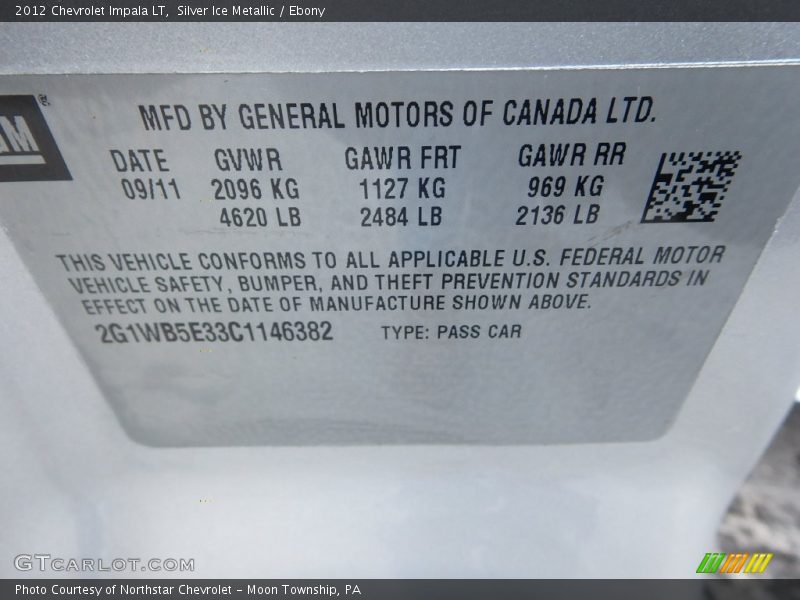 2012 Chevrolet Impala LT, Silver Ice Metallic / Ebony
GM
MFD BY GENERAL MOTORS OF CANADA LTD.
DATE GVWR GAWR FRT GAWR RR
09/11 2096 KG 1127 KG 969 KG
4620 LB 2484 LB 2136 LB
THIS VEHICLE CONFORMS TO ALL APPLICABLE U.S. FEDERAL MOTOR
VEHICLE SAFETY, BUMPER, AND THEFT PREVENTION STANDARDS IN
EFFECT ON THE DATE OF MANUFACTURE SHOWN ABOVE.
2G1WB5E33C1146382 TYPE: PASS CAR
GTCARLOT.COM
Photo Courtesy of Northstar Chevrolet - Moon Township, PA